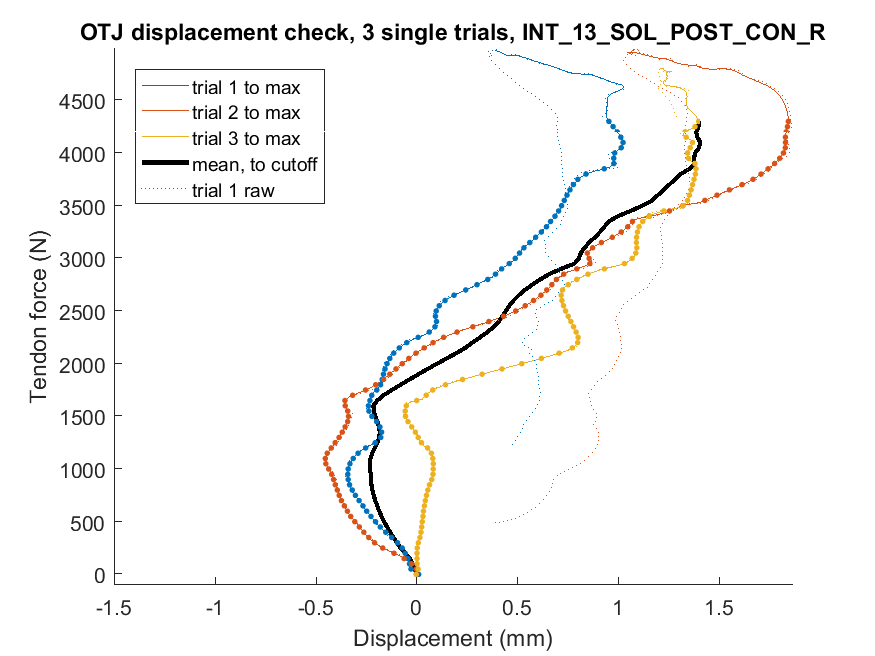 OTJ displacement check, 3 single trials, INT_13_SOL_POST_CON_R
trial 1 to max
trial 2 to max
trial 3 to max
mean, to cutoff
trial 1 raw
Tendon force (N)
4500
4000
3500
3000
2500
2000
1500
1000
500
0
-1.5 -1 -0.5 0 0.5 1 1.5
Displacement (mm)